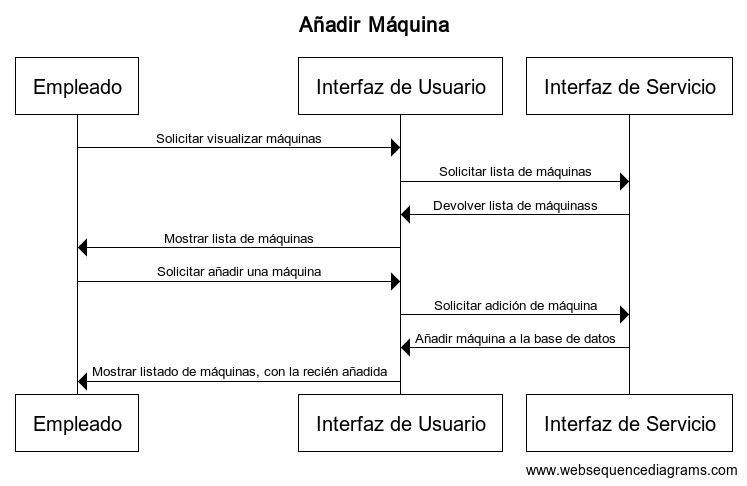 Añadir Máquina
Empleado
Interfaz de Usuario
Interfaz de Servicio
Solicitar visualizar máquinas
Solicitar lista de máquinas
Devolver lista de máquinass
Mostrar lista de máquinas
Solicitar añadir una máquina
Solicitar adición de máquina
Añadir máquina a la base de datos
Mostrar listado de máquinas, con la recién añadida
Empleado
Interfaz de Usuario
Interfaz de Servicio
www.websequencediagrams.com